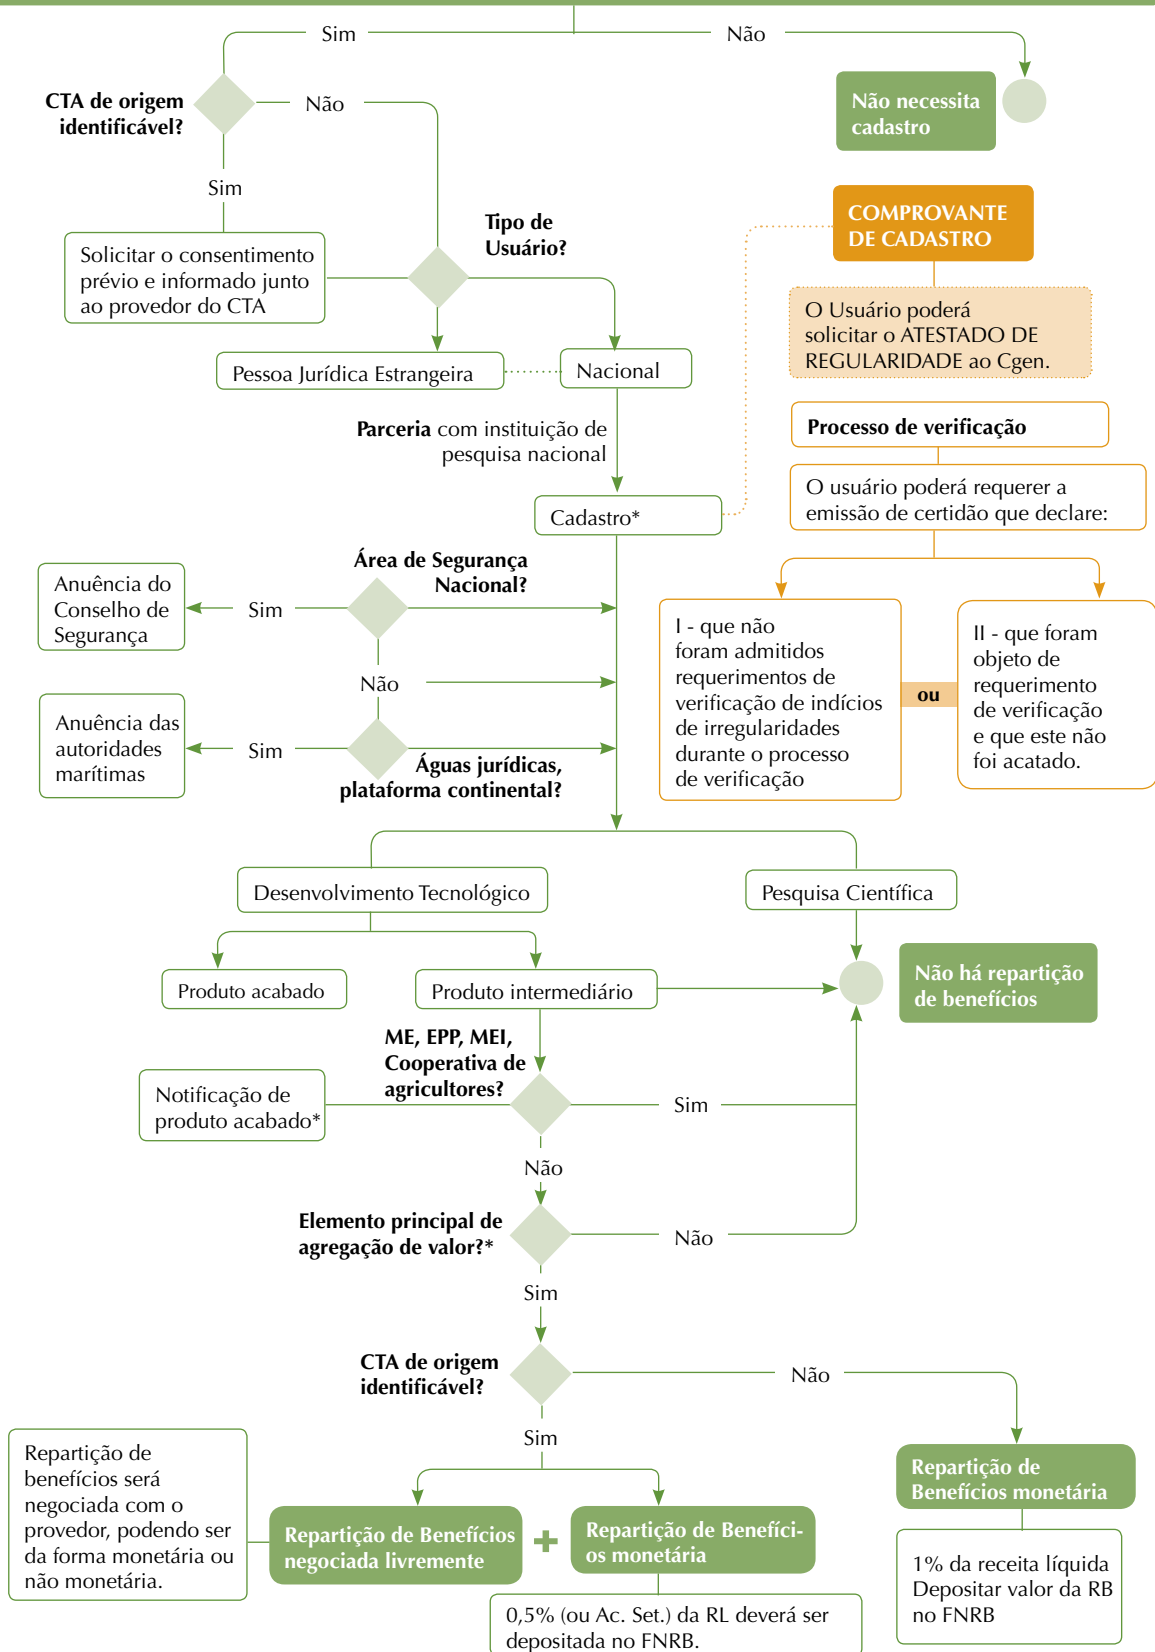 Sim
Não
CTA de origem
identificável?
Não
Não necessita
cadastro
Sim
COMPROVANTE
DE CADASTRO
Tipo de
Usuário?
Solicitar o consentimento
prévio e informado junto
ao provedor do CTA
O Usuário poderá
solicitar o ATESTADO DE
REGULARIDADE ao Cgen.
Pessoa Jurídica Estrangeira
Nacional
Parceria com instituição de
pesquisa nacional
Processo de verificação
O usuário poderá requerer a
emissão de certidão que declare:
Cadastro*
Área de Segurança
Nacional?
Anuência do
Conselho de
Segurança
Sim
Não
I - que não
foram admitidos
requerimentos de
verificação de indícios
de irregularidades
durante o processo
de verificação
ou
II - que foram
objeto de
requerimento
de verificação
e que este não
foi acatado.
Anuência das
autoridades
marítimas
Sim
Águas jurídicas,
plataforma continental?
Desenvolvimento Tecnológico
Pesquisa Científica
Produto acabado
Produto intermediário
Não há repartição
de benefícios
ME, EPP, MEI,
Cooperativa de
agricultores?
Notificação de
produto acabado*
Sim
Não
Elemento principal de
agregação de valor?*
Não
Sim
CTA de origem
identificável?
Não
Sim
Repartição de
benefícios será
negociada com o
provedor, podendo ser
da forma monetária ou
não monetária.
Repartição de Benefícios
negociada livremente
+
Repartição de Benefíci-
os monetária
Repartição de
Benefícios monetária
1% da receita líquida
Depositar valor da RB
no FNRB
0,5% (ou Ac. Set.) da RL deverá ser
depositada no FNRB.